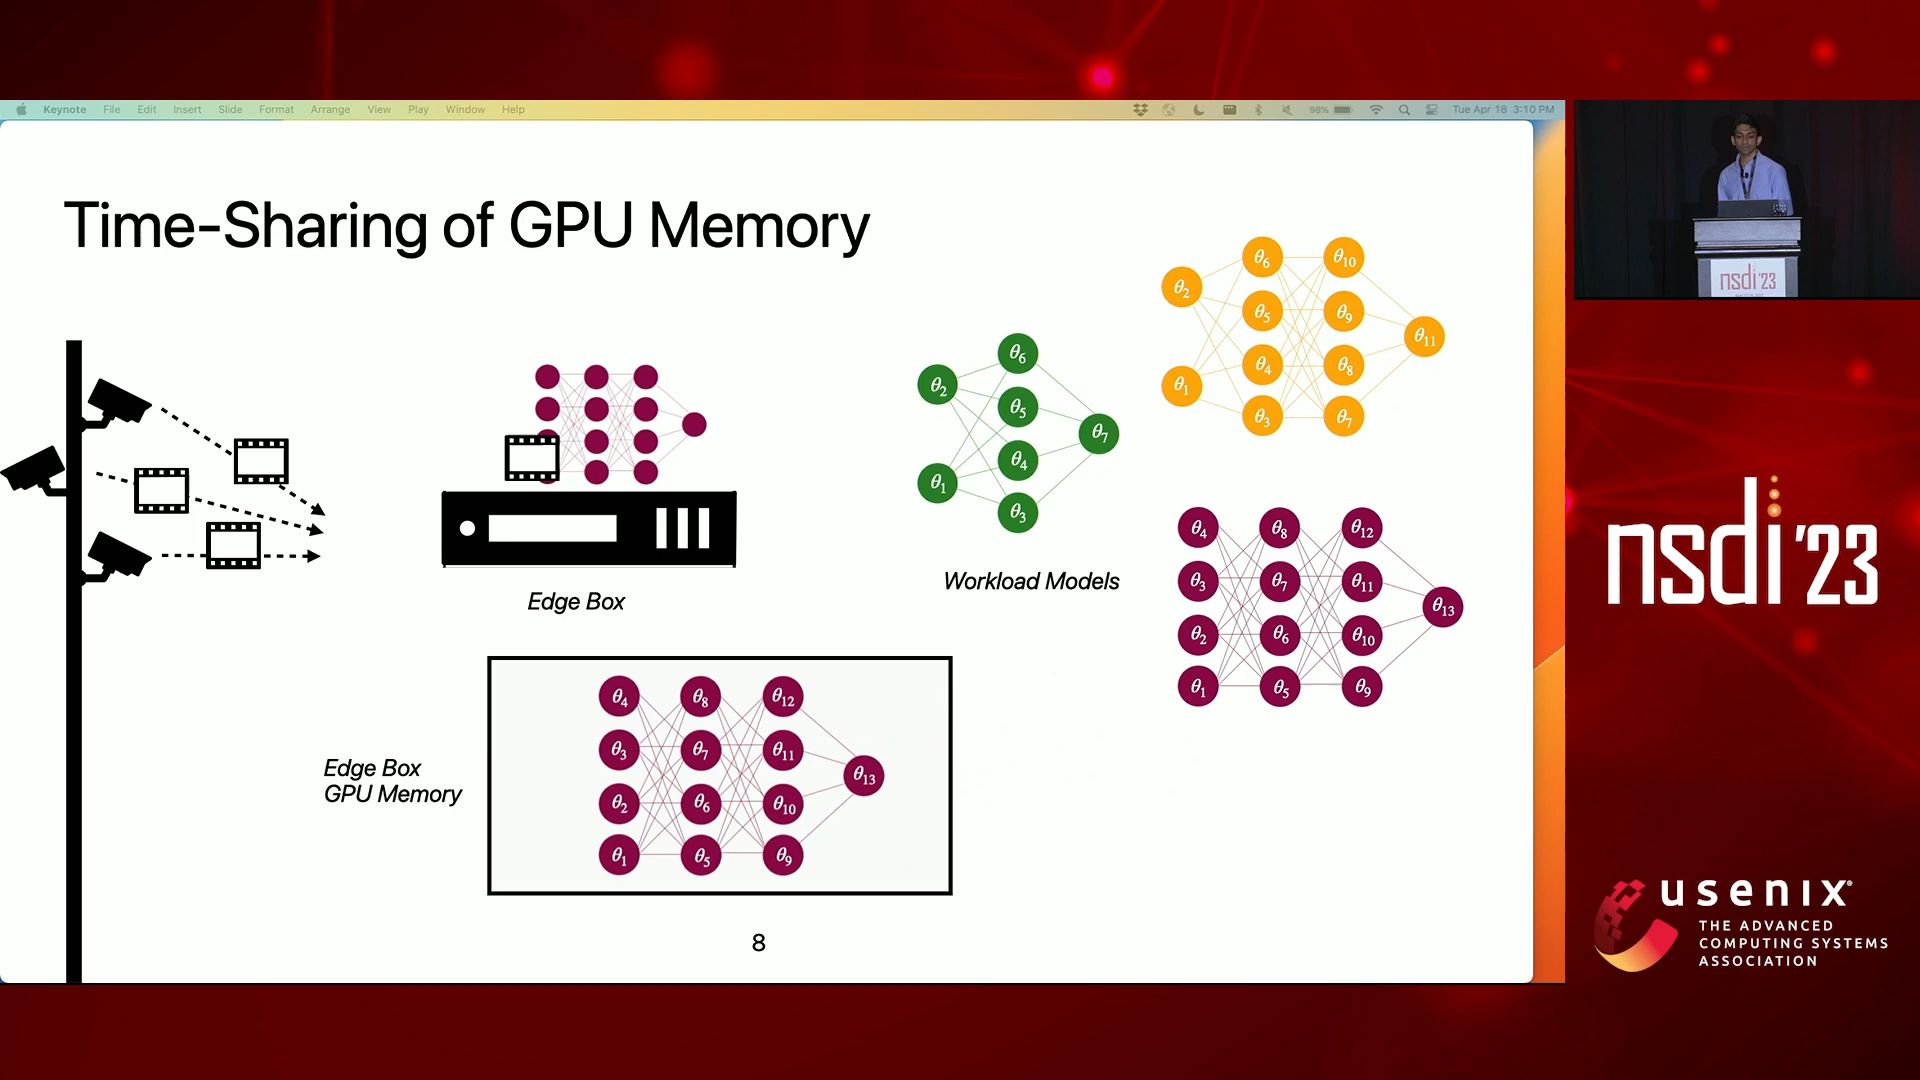 Keynote File Edit Insert Slide Format Arrange View Play Window Help 98% Tue Apr 18 3:10 PM
Time-Sharing of GPU Memory
θ6 θ10
θ2
θ5 θ9
θ11
θ4 θ8
θ1
θ3 θ7
θ6
θ2
θ5
θ7
θ4
θ1
θ3
Workload Models
θ4 θ8 θ12
θ3 θ7 θ11
θ13
θ2 θ6 θ10
θ1 θ5 θ9
Edge Box
Edge Box
GPU Memory
θ4 θ8 θ12
θ3 θ7 θ11
θ13
θ2 θ6 θ10
θ1 θ5 θ9
8
nsdi '23
nsdi '23
usenix®
THE ADVANCED
COMPUTING SYSTEMS
ASSOCIATION